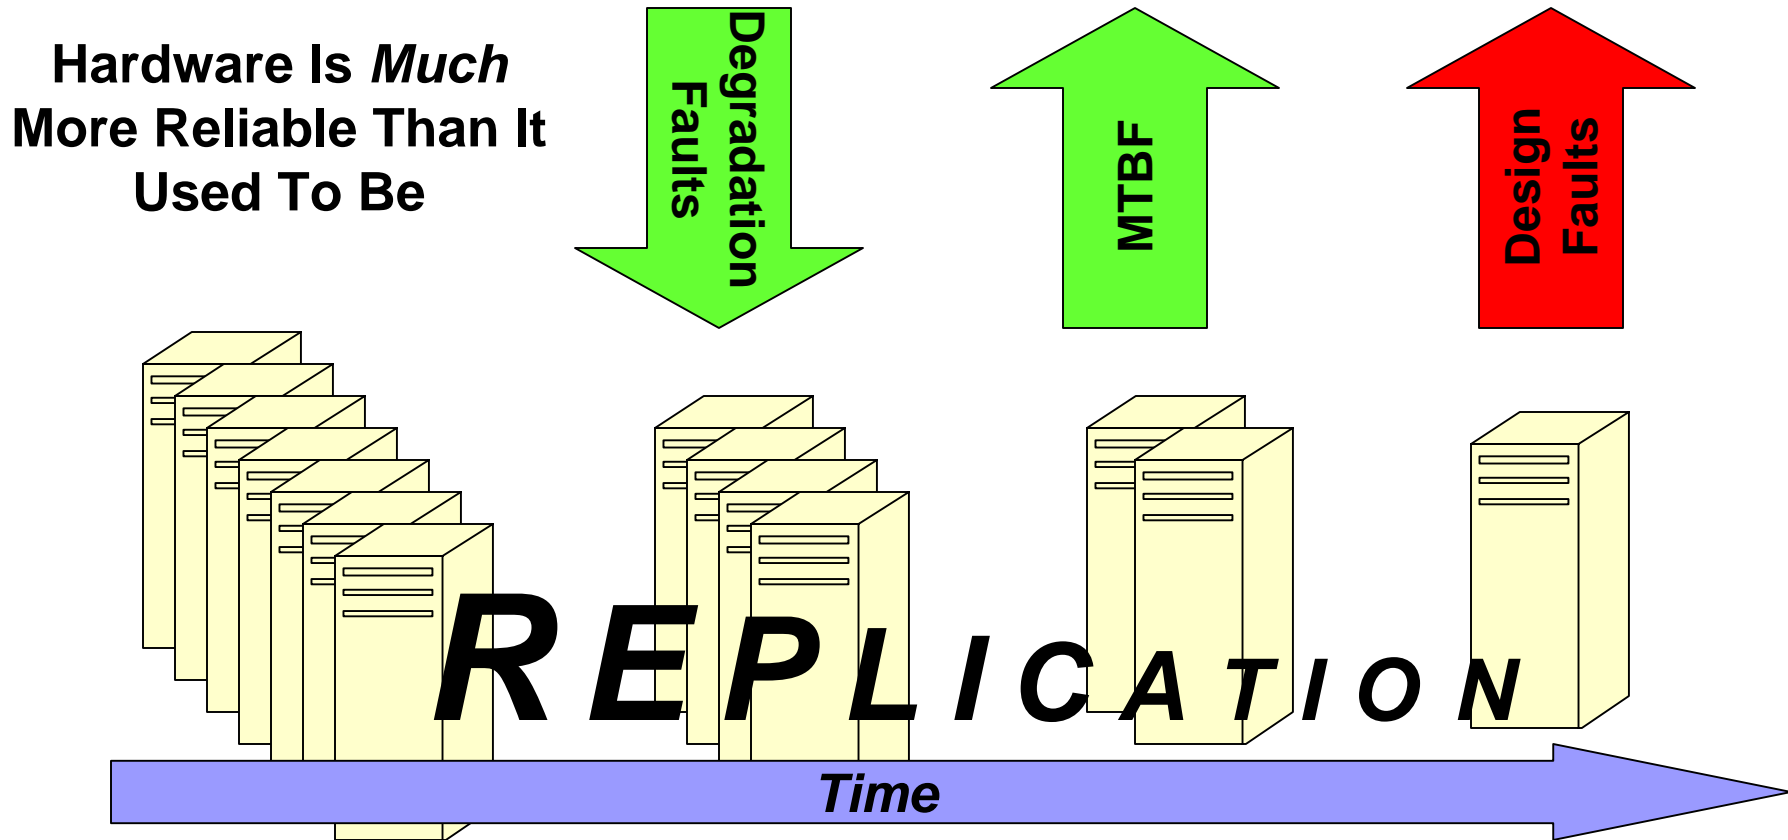 Hardware Is Much
More Reliable Than It
Used To Be
Degradation
Faults
MTBF
Design
Faults
REPLICATION
Time